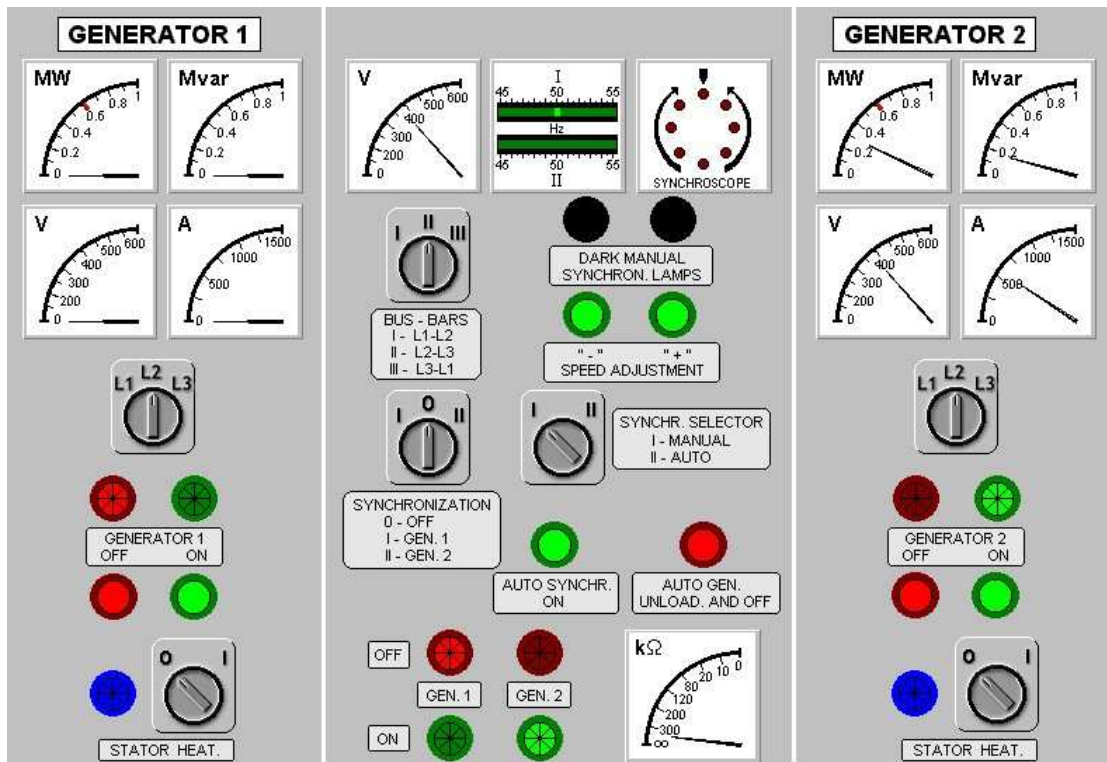 GENERATOR 1
MW
0 0.2 0.4 0.6 0.8 1
Mvar
0 0.2 0.4 0.6 0.8 1
V
0 200 300 400 500 600
A
0 500 1000 1500
L1 L2 L3
GENERATOR 1
OFF ON
O I
STATOR HEAT.
V
0 200 300 400 500 600
I
45 50 55
Hz
45 50 55
II
SYNCHROSCOPE
I II III
BUS - BARS
I - L1-L2
II - L2-L3
III - L3-L1
DARK MANUAL
SYNCHRON. LAMPS
" - " " + "
SPEED ADJUSTMENT
I O II
SYNCHRONIZATION
O - OFF
I - GEN. 1
II - GEN. 2
I II
SYNCHR. SELECTOR
I - MANUAL
II - AUTO
AUTO SYNCHR.
ON
AUTO GEN.
UNLOAD. AND OFF
OFF
GEN. 1 GEN. 2
ON
kΩ
∞ 300 200 120 80 20 10 0
GENERATOR 2
MW
0 0.2 0.4 0.6 0.8 1
Mvar
0 0.2 0.4 0.6 0.8 1
V
0 200 300 400 500 600
A
0 500 1000 1500
L1 L2 L3
GENERATOR 2
OFF ON
O I
STATOR HEAT.